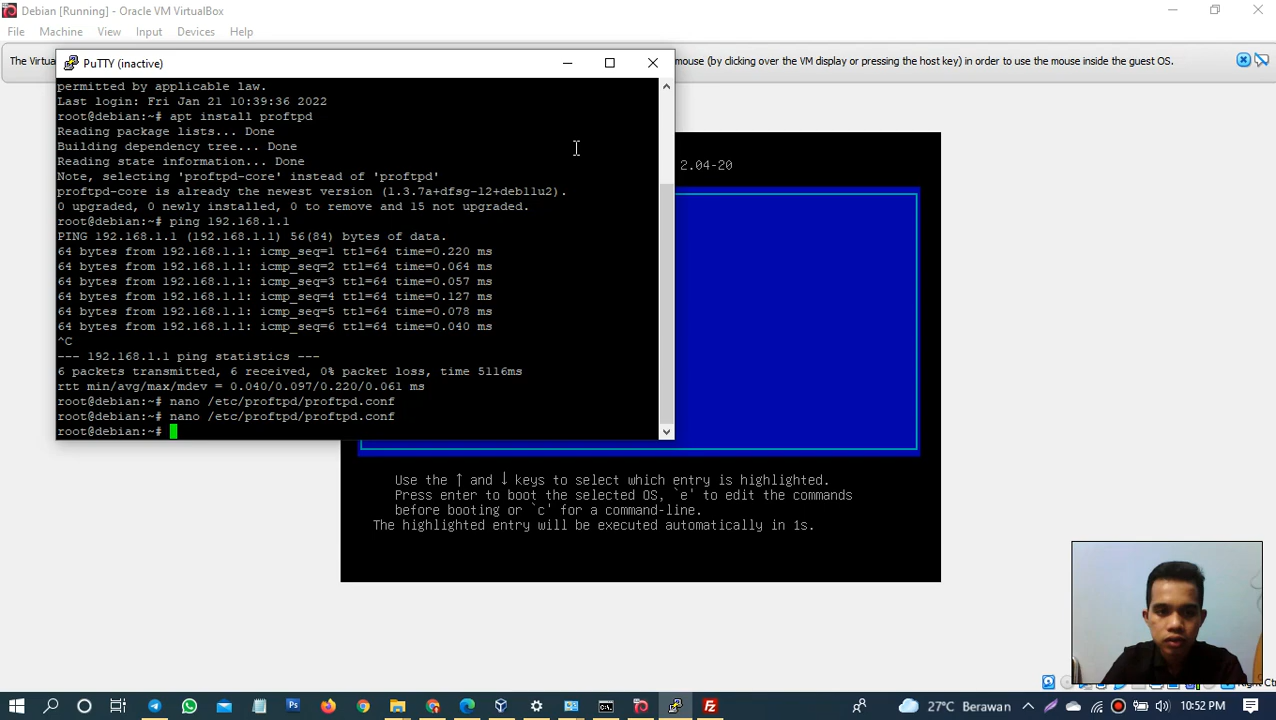 Debian [Running] - Oracle VM VirtualBox
File Machine View Input Devices Help
The Virtua
mouse (by clicking over the VM display or pressing the host key) in order to use the mouse inside the guest OS.
PuTTY (inactive)
permitted by applicable law.
Last login: Fri Jan 21 10:39:36 2022
root@debian:~# apt install proftpd
Reading package lists... Done
Building dependency tree... Done
Reading state information... Done
Note, selecting 'proftpd-core' instead of 'proftpd'
proftpd-core is already the newest version (1.3.7a+dfsg-12+deb11u2).
0 upgraded, 0 newly installed, 0 to remove and 15 not upgraded.
root@debian:~# ping 192.168.1.1
PING 192.168.1.1 (192.168.1.1) 56(84) bytes of data.
64 bytes from 192.168.1.1: icmp_seq=1 ttl=64 time=0.220 ms
64 bytes from 192.168.1.1: icmp_seq=2 ttl=64 time=0.064 ms
64 bytes from 192.168.1.1: icmp_seq=3 ttl=64 time=0.057 ms
64 bytes from 192.168.1.1: icmp_seq=4 ttl=64 time=0.127 ms
64 bytes from 192.168.1.1: icmp_seq=5 ttl=64 time=0.078 ms
64 bytes from 192.168.1.1: icmp_seq=6 ttl=64 time=0.040 ms
^C
--- 192.168.1.1 ping statistics ---
6 packets transmitted, 6 received, 0% packet loss, time 5116ms
rtt min/avg/max/mdev = 0.040/0.097/0.220/0.061 ms
root@debian:~# nano /etc/proftpd/proftpd.conf
root@debian:~# nano /etc/proftpd/proftpd.conf
root@debian:~#
2.04-20
Use the ↑ and ↓ keys to select which entry is highlighted.
Press enter to boot the selected OS, `e' to edit the commands
before booting or `c' for a command-line.
The highlighted entry will be executed automatically in 1s.
Right Ctrl
27°C Berawan
10:52 PM